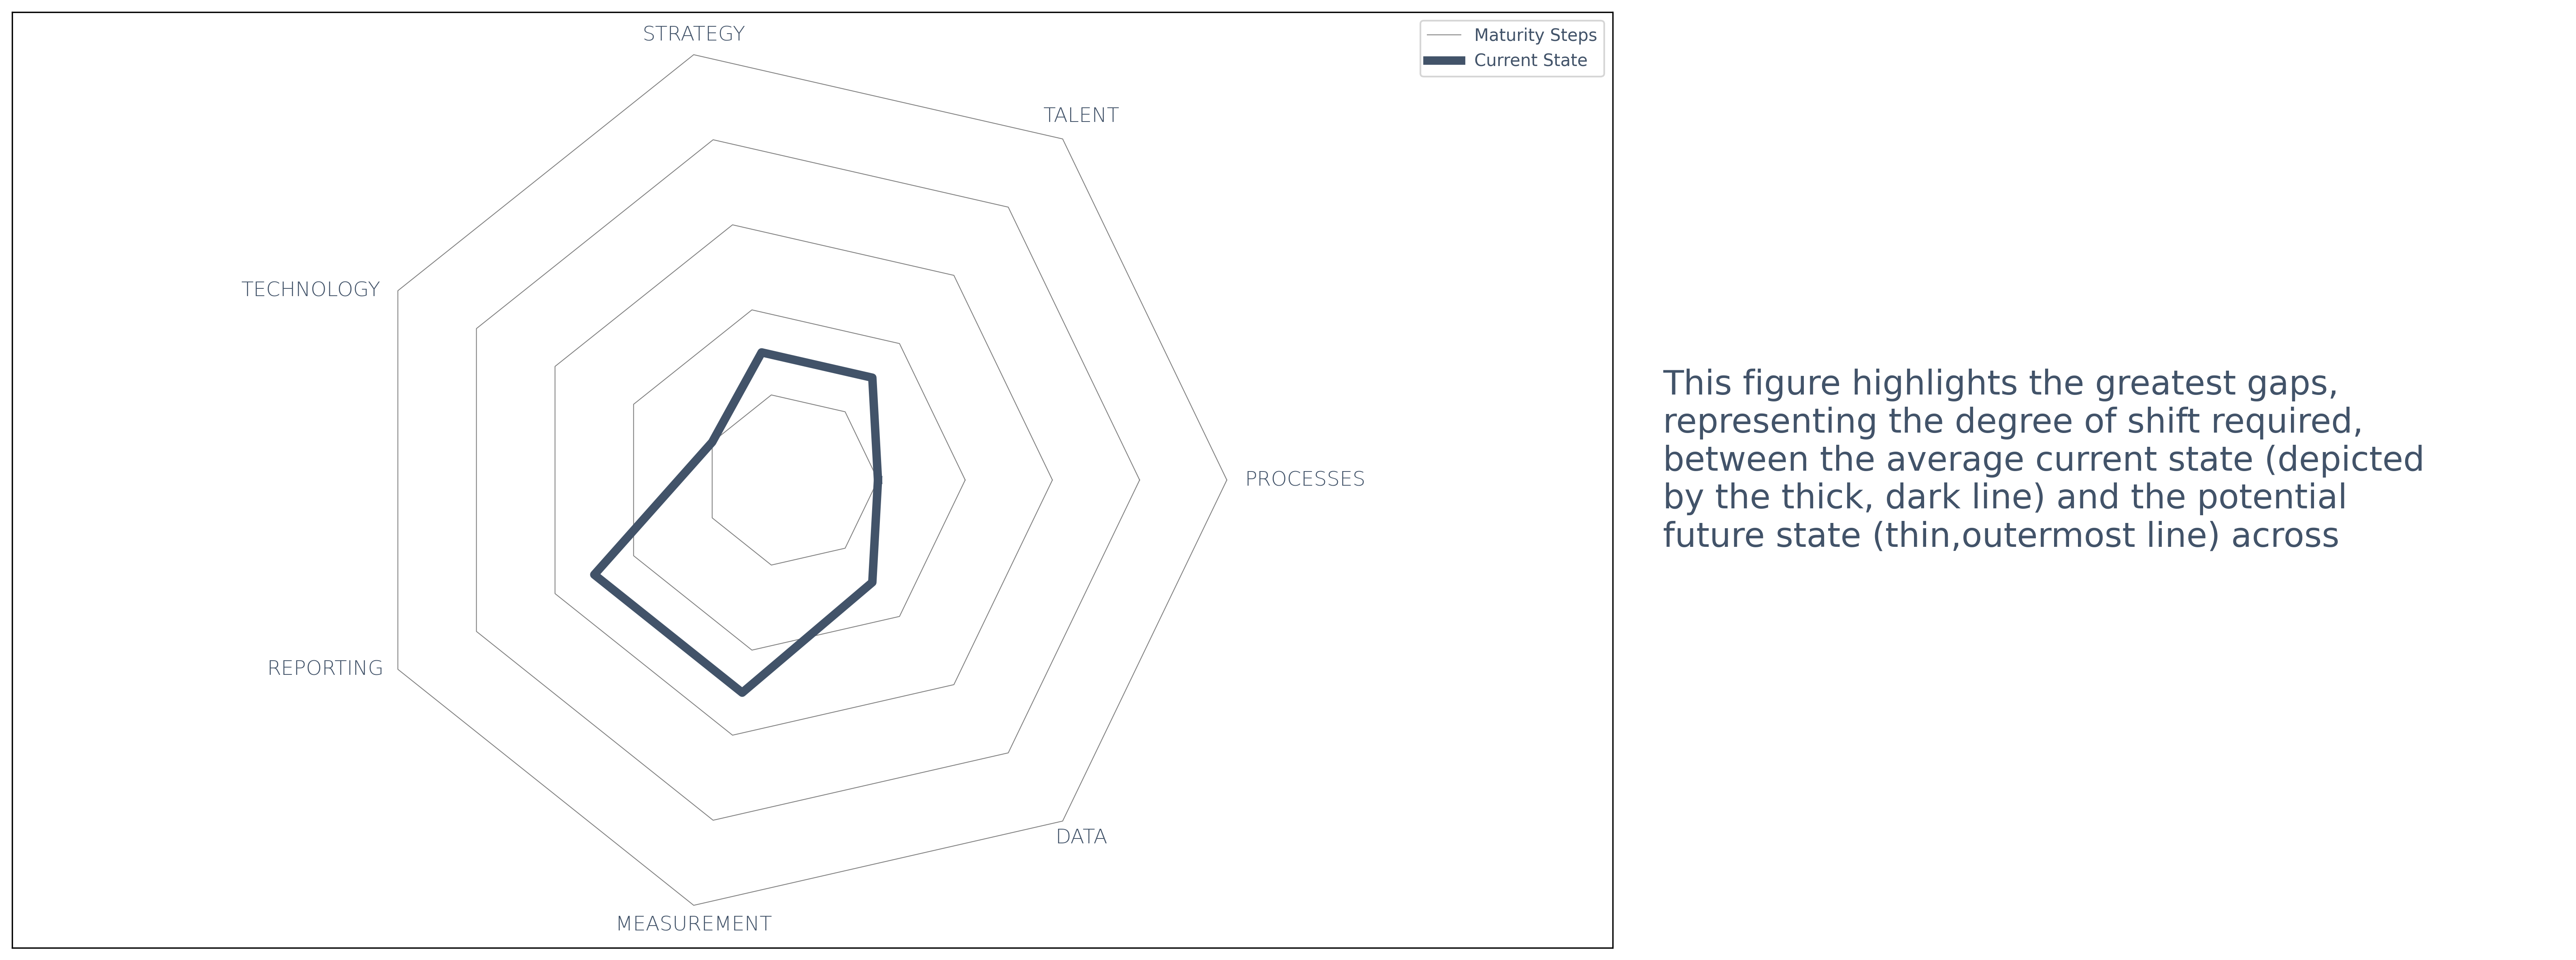 STRATEGY
Maturity Steps
Current State
TALENT
TECHNOLOGY
PROCESSES
REPORTING
DATA
MEASUREMENT
This figure highlights the greatest gaps,
representing the degree of shift required,
between the average current state (depicted
by the thick, dark line) and the potential
future state (thin,outermost line) across